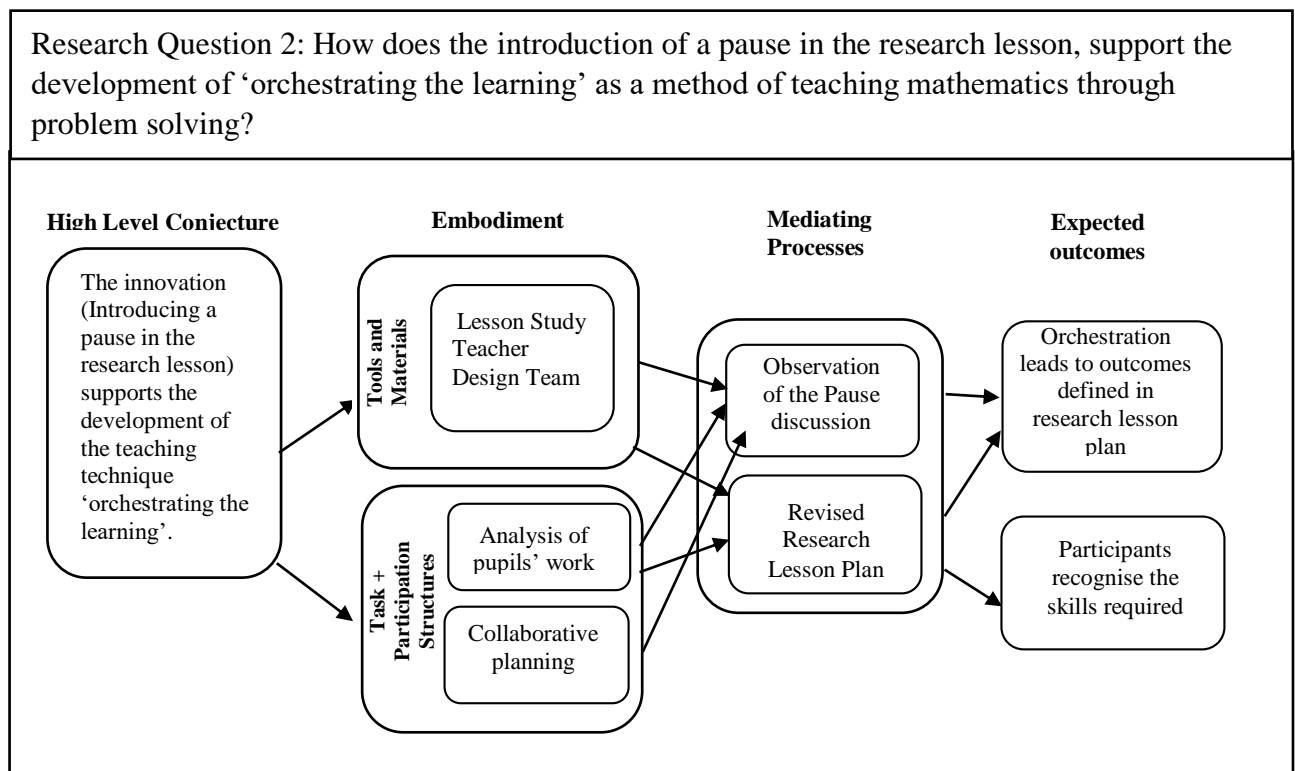 Research Question 2: How does the introduction of a pause in the research lesson, support the
development of ‘orchestrating the learning’ as a method of teaching mathematics through
problem solving?
High Level Conjecture
The innovation
(Introducing a
pause in the
research lesson)
supports the
development of
the teaching
technique
‘orchestrating the
learning’.
Embodiment
Tools and
Materials
Lesson Study
Teacher
Design Team
Task +
Participation
Structures
Analysis of
pupils’ work
Collaborative
planning
Mediating
Processes
Observation
of the Pause
discussion
Revised
Research
Lesson Plan
Expected
outcomes
Orchestration
leads to outcomes
defined in
research lesson
plan
Participants
recognise the
skills required